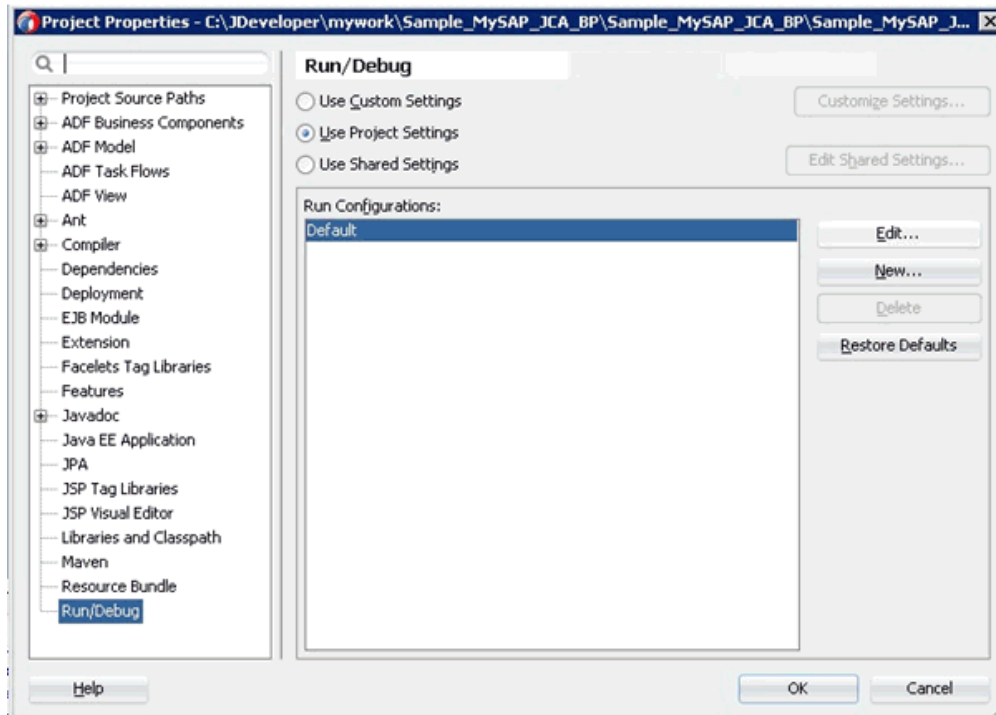 Project Properties - C:\JDeveloper\mywork\Sample_MySAP_JCA_BP\Sample_MySAP_JCA_BP\Sample_MySAP_J...
Project Source Paths
ADF Business Components
ADF Model
ADF Task Flows
ADF View
Ant
Compiler
Dependencies
Deployment
EJB Module
Extension
Facelets Tag Libraries
Features
Javadoc
Java EE Application
JPA
JSP Tag Libraries
JSP Visual Editor
Libraries and Classpath
Maven
Resource Bundle
Run/Debug
Run/Debug
Use Custom Settings
Customize Settings...
Use Project Settings
Use Shared Settings
Edit Shared Settings...
Run Configurations:
Default
Edit...
New...
Delete
Restore Defaults
Help
OK
Cancel